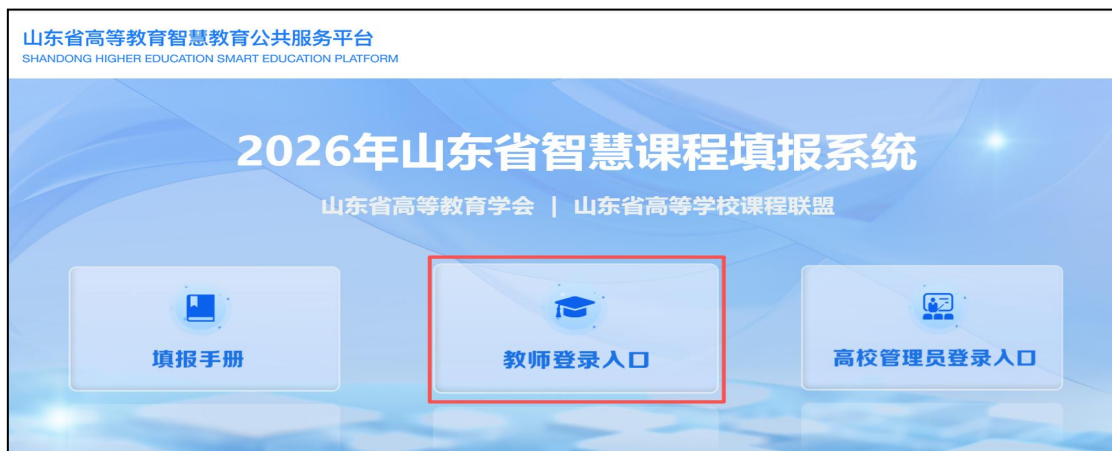 山东省高等教育智慧教育公共服务平台
SHANDONG HIGHER EDUCATION SMART EDUCATION PLATFORM
2026年山东省智慧课程填报系统
山东省高等教育学会 | 山东省高等学校课程联盟
填报手册
教师登录入口
高校管理员登录入口